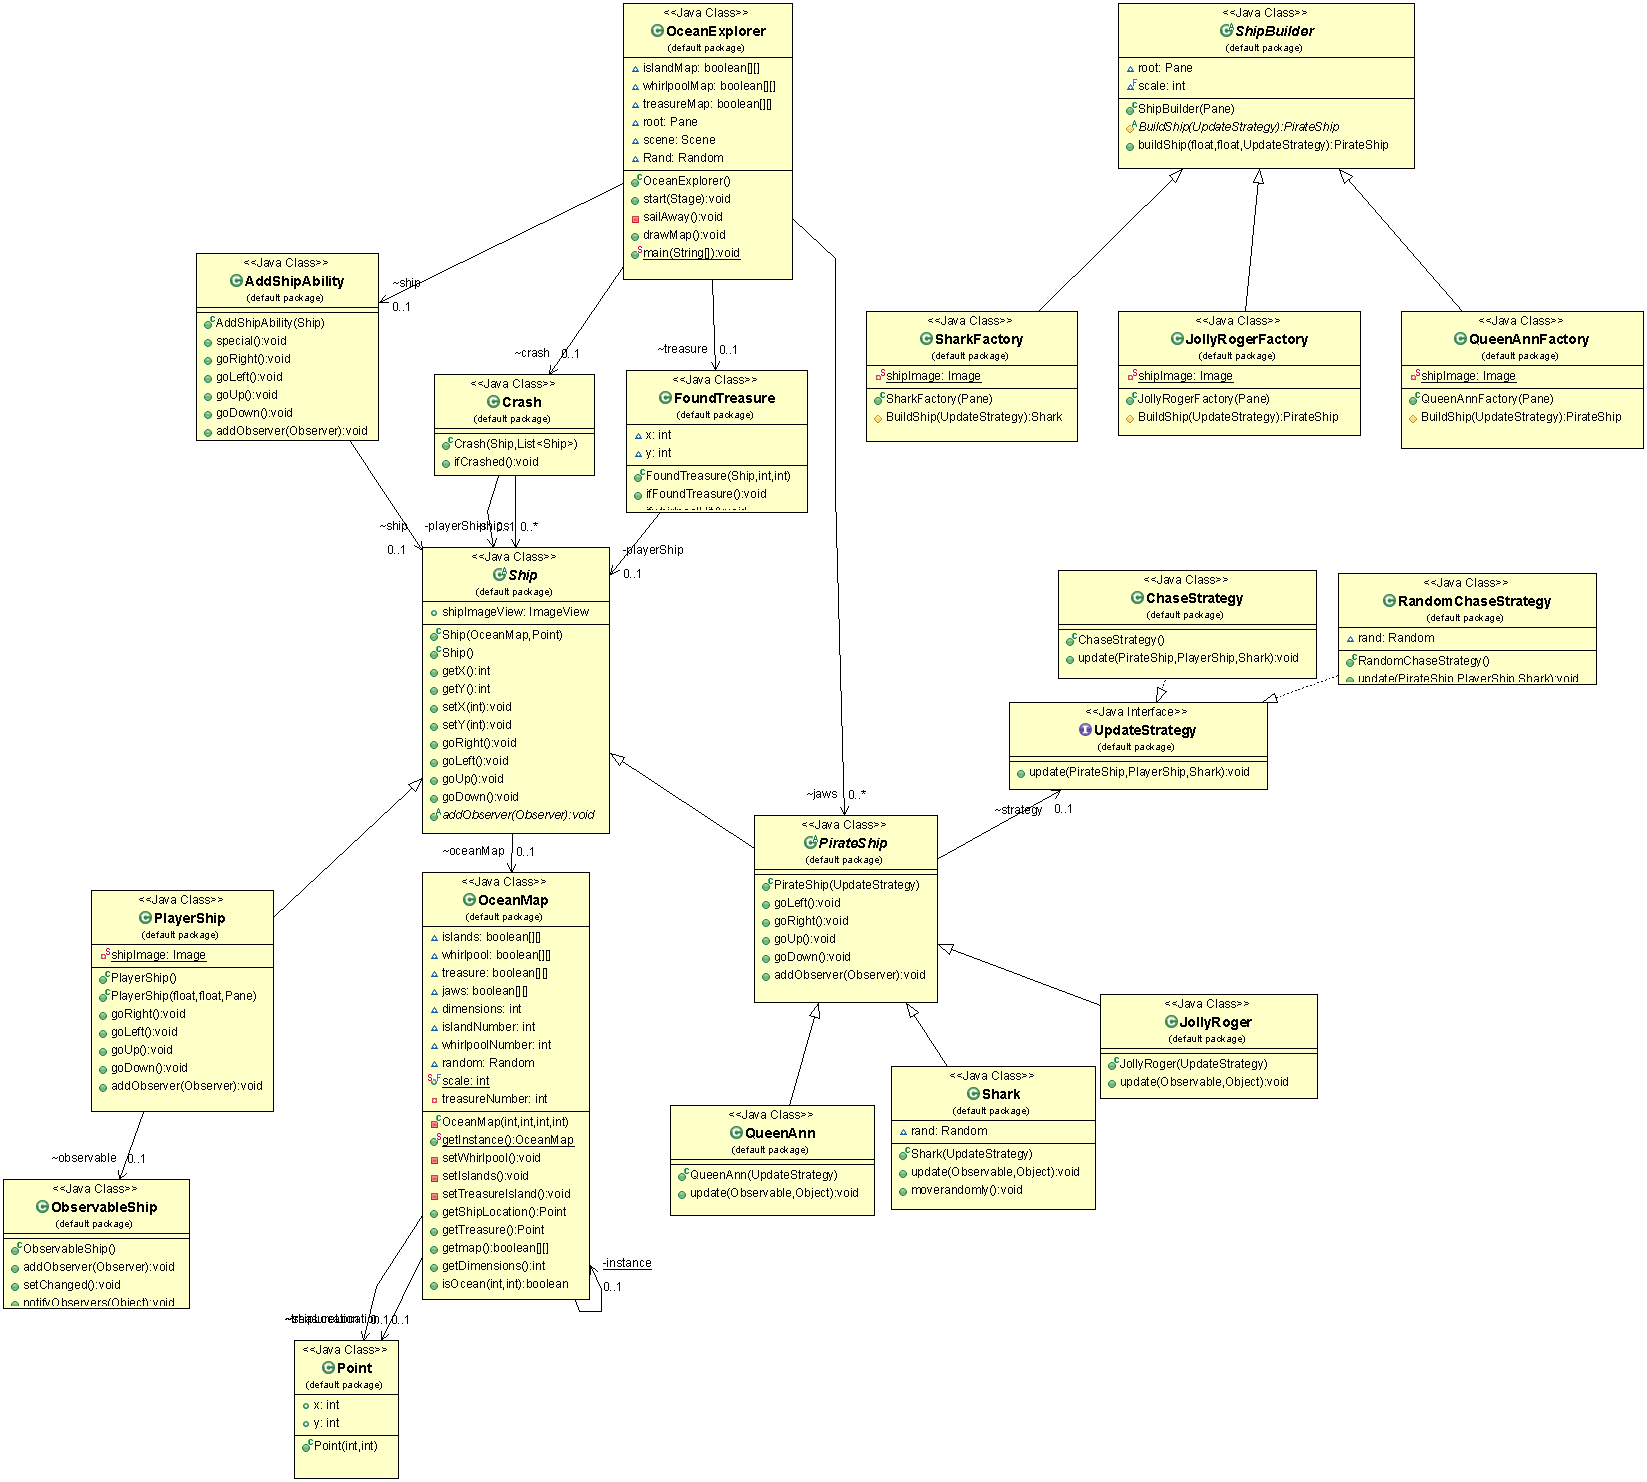 <<Java Class>>
OceanExplorer
(default package)
islandMap: boolean[][]
whirlpoolMap: boolean[][]
treasureMap: boolean[][]
root: Pane
scene: Scene
Rand: Random
OceanExplorer()
start(Stage):void
sailAway():void
drawMap():void
main(String[]):void
<<Java Class>>
ShipBuilder
(default package)
root: Pane
scale: int
ShipBuilder(Pane)
BuildShip(UpdateStrategy):PirateShip
buildShip(float,float,UpdateStrategy):PirateShip
<<Java Class>>
AddShipAbility
(default package)
AddShipAbility(Ship)
special():void
goRight():void
goLeft():void
goUp():void
goDown():void
addObserver(Observer):void
~ship
0..1
~crash
0..1
~treasure
0..1
<<Java Class>>
Crash
(default package)
Crash(Ship,List<Ship>)
ifCrashed():void
<<Java Class>>
FoundTreasure
(default package)
x: int
y: int
FoundTreasure(Ship,int,int)
ifFoundTreasure():void
<<Java Class>>
SharkFactory
(default package)
shipImage: Image
SharkFactory(Pane)
BuildShip(UpdateStrategy):Shark
<<Java Class>>
JollyRogerFactory
(default package)
shipImage: Image
JollyRogerFactory(Pane)
BuildShip(UpdateStrategy):PirateShip
<<Java Class>>
QueenAnnFactory
(default package)
shipImage: Image
QueenAnnFactory(Pane)
BuildShip(UpdateStrategy):PirateShip
~ship
0..1
-playerShip
0..*
-playerShip
0..1
<<Java Class>>
Ship
(default package)
shipImageView: ImageView
Ship(OceanMap,Point)
Ship()
getX():int
getY():int
setX(int):void
setY(int):void
goRight():void
goLeft():void
goUp():void
goDown():void
addObserver(Observer):void
<<Java Class>>
ChaseStrategy
(default package)
ChaseStrategy()
update(PirateShip,PlayerShip,Shark):void
<<Java Class>>
RandomChaseStrategy
(default package)
rand: Random
RandomChaseStrategy()
update(PirateShip,PlayerShip,Shark):void
<<Java Interface>>
UpdateStrategy
(default package)
update(PirateShip,PlayerShip,Shark):void
~jaws
0..*
~strategy
0..1
<<Java Class>>
PirateShip
(default package)
PirateShip(UpdateStrategy)
goLeft():void
goRight():void
goUp():void
goDown():void
addObserver(Observer):void
~oceanMap
0..1
<<Java Class>>
OceanMap
(default package)
islands: boolean[][]
whirlpool: boolean[][]
treasure: boolean[][]
jaws: boolean[][]
dimensions: int
islandNumber: int
whirlpoolNumber: int
random: Random
scale: int
treasureNumber: int
OceanMap(int,int,int,int)
getInstance():OceanMap
setWhirlpool():void
setIslands():void
setTreasureIsland():void
getShipLocation():Point
getTreasure():Point
getmap():boolean[][]
getDimensions():int
isOcean(int,int):boolean
-instance
0..1
<<Java Class>>
PlayerShip
(default package)
shipImage: Image
PlayerShip()
PlayerShip(float,float,Pane)
goRight():void
goLeft():void
goUp():void
goDown():void
addObserver(Observer):void
~observable
0..1
<<Java Class>>
ObservableShip
(default package)
ObservableShip()
addObserver(Observer):void
setChanged():void
notifyObservers(Object):void
<<Java Class>>
JollyRoger
(default package)
JollyRoger(UpdateStrategy)
update(Observable,Object):void
<<Java Class>>
Shark
(default package)
rand: Random
Shark(UpdateStrategy)
update(Observable,Object):void
moverandomly():void
<<Java Class>>
QueenAnn
(default package)
QueenAnn(UpdateStrategy)
update(Observable,Object):void
0..1
<<Java Class>>
Point
(default package)
x: int
y: int
Point(int,int)